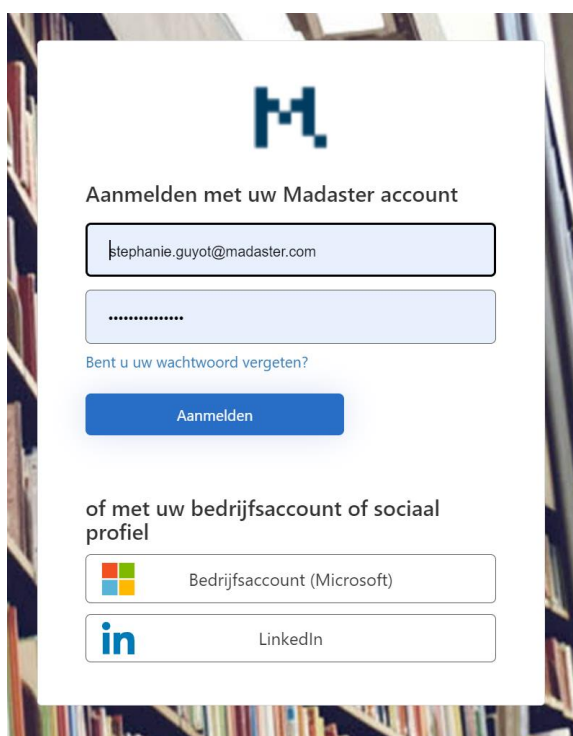 Aanmelden met uw Madaster account
stephanie.guyot@madaster.com
Bent u uw wachtwoord vergeten?
Aanmelden
of met uw bedrijfsaccount of sociaal
profiel
Bedrijfsaccount (Microsoft)
in
LinkedIn